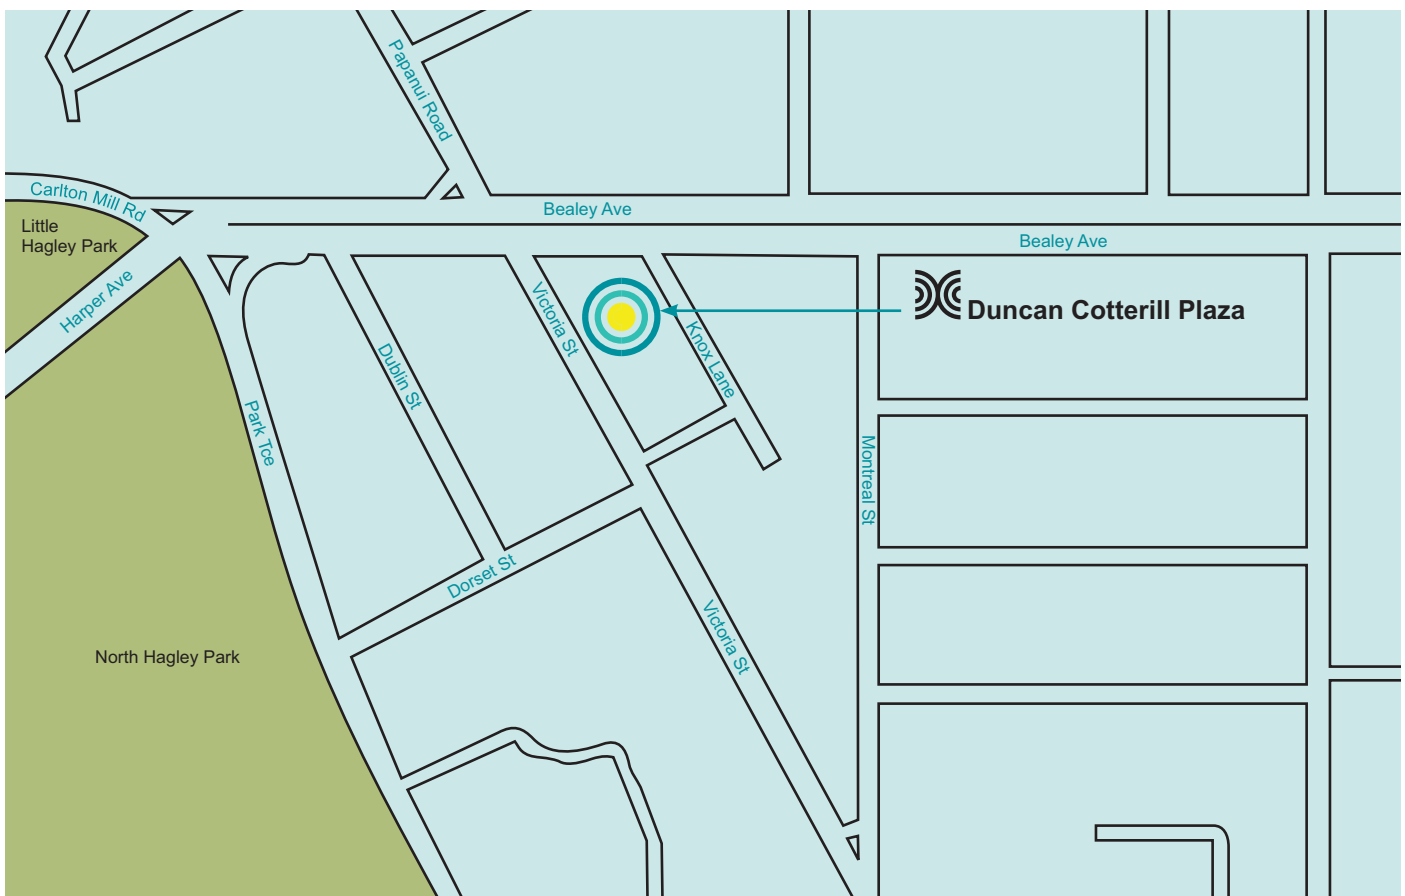 Papanui Road
Carlton Mill Rd
Bealey Ave
Little
Hagley Park
Bealey Ave
Harper Ave
Victoria St
Duncan Cotterill Plaza
Knox Lane
Dublin St
Park Tce
Montreal St
Dorset St
Victoria St
North Hagley Park